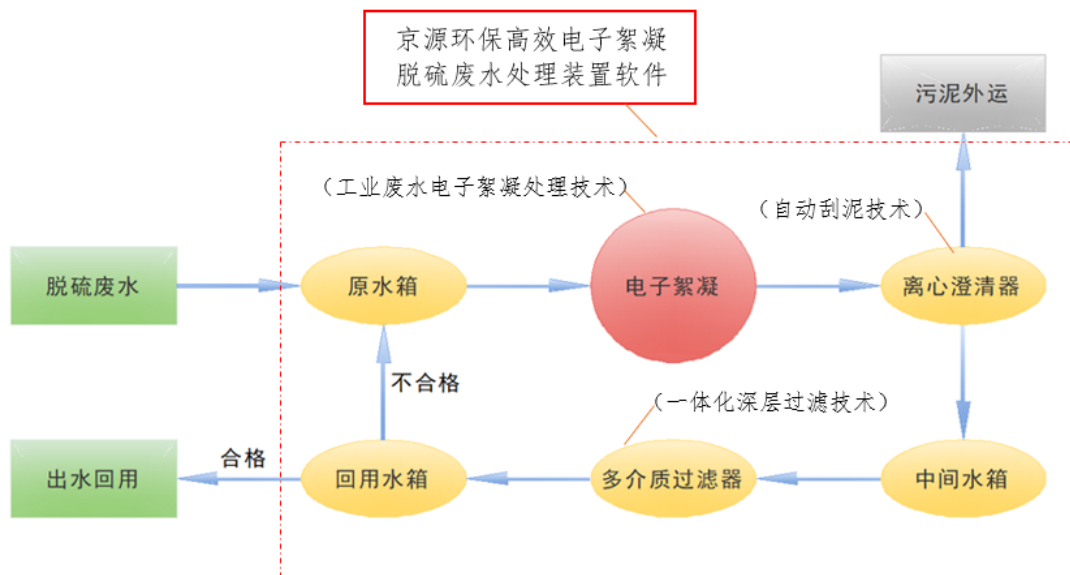 京源环保高效电子絮凝
脱硫废水处理装置软件
污泥外运
（工业废水电子絮凝处理技术）
（自动刮泥技术）
脱硫废水
原水箱
电子絮凝
离心澄清器
不合格
（一体化深层过滤技术）
出水回用
合格
回用水箱
多介质过滤器
中间水箱